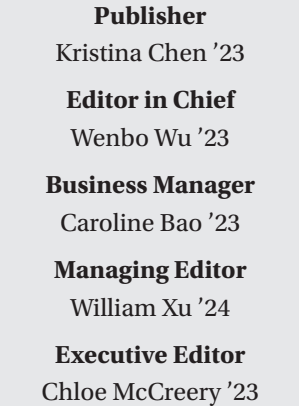 Publisher
Kristina Chen ’23
Editor in Chief
Wenbo Wu ’23
Business Manager
Caroline Bao ’23
Managing Editor
William Xu ’24
Executive Editor
Chloe McCreery ’23